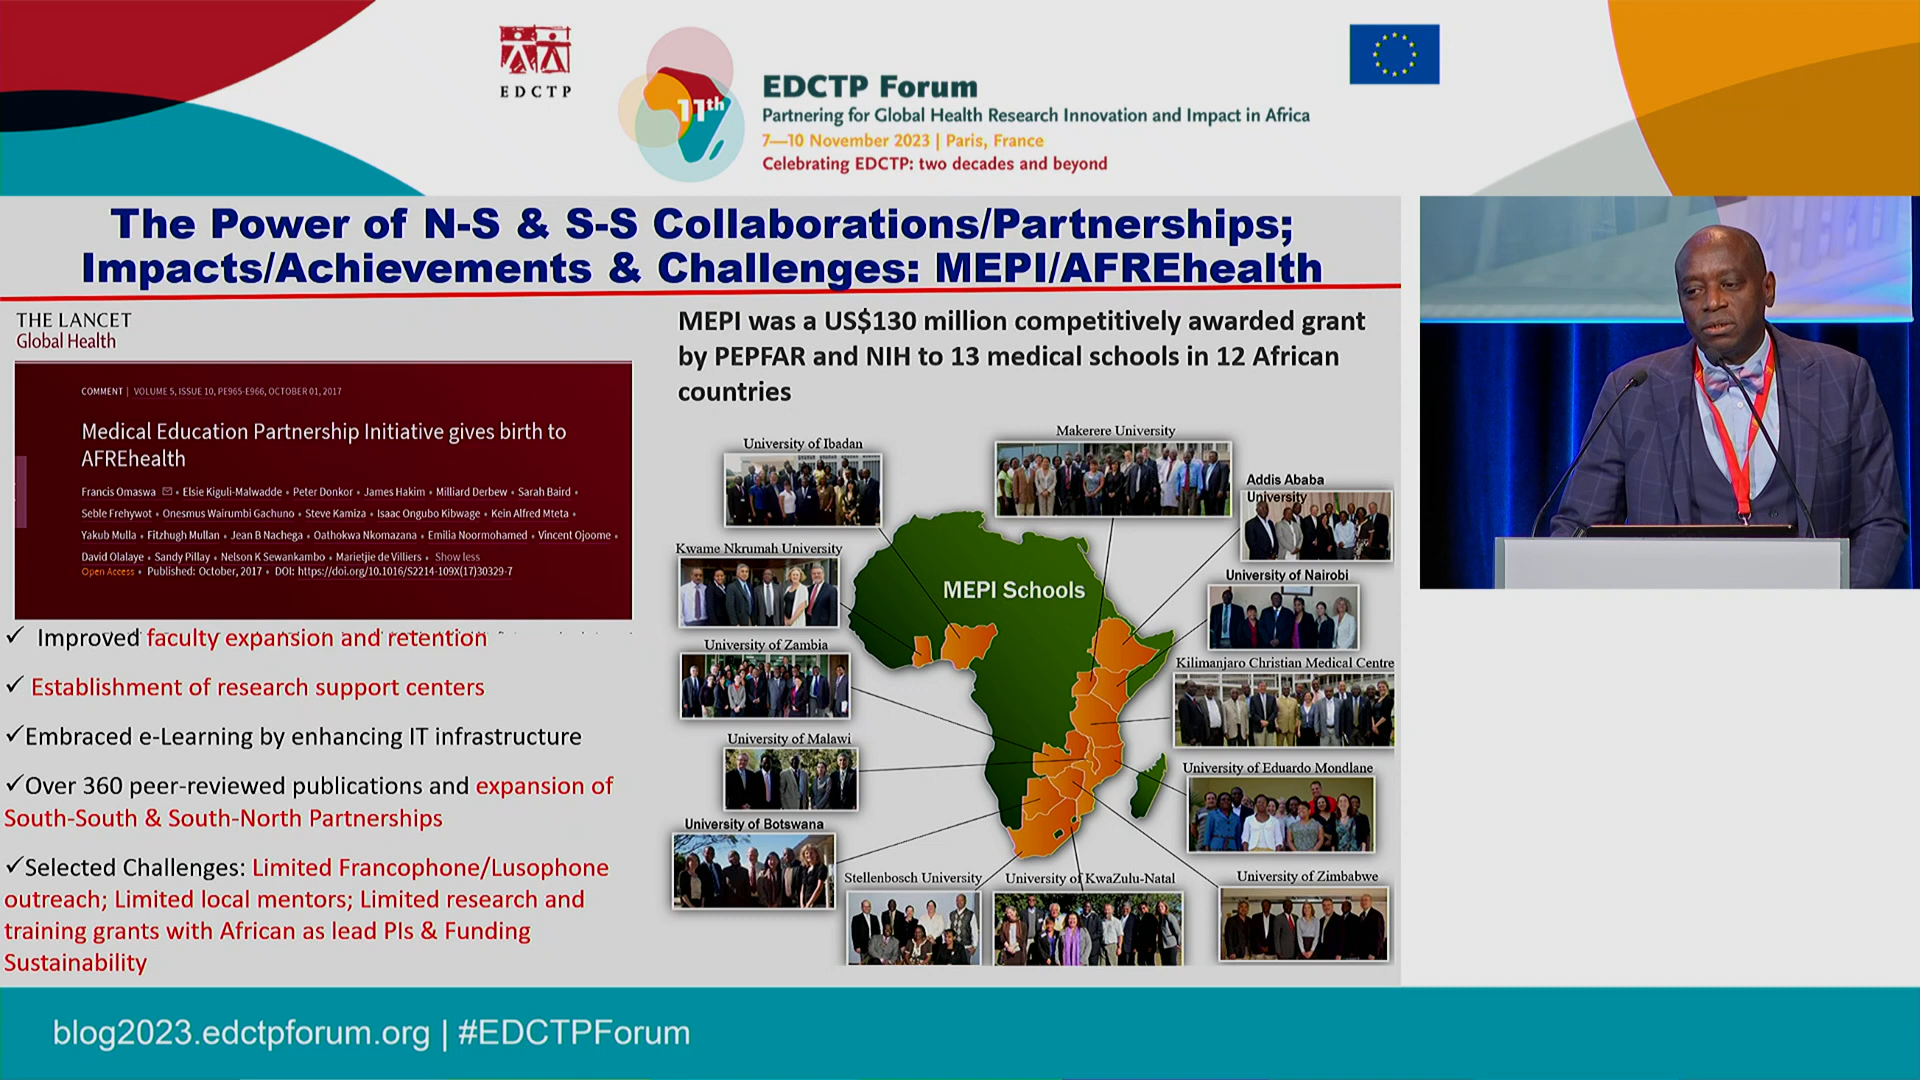 EDCTP
11th
EDCTP Forum
Partnering for Global Health Research Innovation and Impact in Africa
7—10 November 2023 | Paris, France
Celebrating EDCTP: two decades and beyond
The Power of N-S & S-S Collaborations/Partnerships;
Impacts/Achievements & Challenges: MEPI/AFREhealth
THE LANCET
Global Health
COMMENT | VOLUME 5, ISSUE 10, PE965-E966, OCTOBER 01, 2017
Medical Education Partnership Initiative gives birth to
AFREhealth
Francis Omaswa • Elsie Kiguli-Malwadde • Peter Donkor • James Hakim • Milliard Derbew • Sarah Baird •
Seble Frehywot • Onesmus Wairumbi Gachuno • Steve Kamiza • Isaac Ongubo Kibwage • Kein Alfred Mteta •
Yakub Mulla • Fitzhugh Mullan • Jean B Nachega • Oathokwa Nkomazana • Emilia Noormohamed • Vincent Ojoome •
David Olalaye • Sandy Pillay • Nelson K Sewankambo • Marietjie de Villiers • Show less
Open Access • Published: October, 2017 • DOI: https://doi.org/10.1016/S2214-109X(17)30329-7
✓ Improved faculty expansion and retention
✓ Establishment of research support centers
✓Embraced e-Learning by enhancing IT infrastructure
✓Over 360 peer-reviewed publications and expansion of
South-South & South-North Partnerships
✓Selected Challenges: Limited Francophone/Lusophone
outreach; Limited local mentors; Limited research and
training grants with African as lead PIs & Funding
Sustainability
MEPI was a US$130 million competitively awarded grant
by PEPFAR and NIH to 13 medical schools in 12 African
countries
Makerere University
University of Ibadan
Addis Ababa
University
Kwame Nkrumah University
University of Nairobi
MEPI Schools
University of Zambia
Kilimanjaro Christian Medical Centre
University of Malawi
University of Eduardo Mondlane
University of Botswana
Stellenbosch University
University of KwaZulu-Natal
University of Zimbabwe
blog2023.edctpforum.org | #EDCTPForum